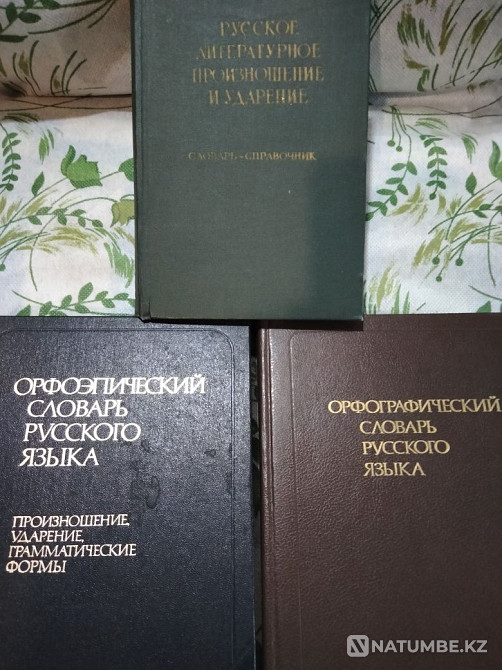 РУССКОЕ
ЛИТЕРАТУРНОЕ
ПРОИЗНОШЕНИЕ
И УДАРЕНИЕ
СЛОВАРЬ-СПРАВОЧНИК
ОРФОЭПИЧЕСКИЙ
СЛОВАРЬ
РУССКОГО
ЯЗЫКА
ПРОИЗНОШЕНИЕ,
УДАРЕНИЕ,
ГРАММАТИЧЕСКИЕ
ФОРМЫ
ОРФОГРАФИЧЕСКИЙ
СЛОВАРЬ
РУССКОГО
ЯЗЫКА
NATUMBE.KZ